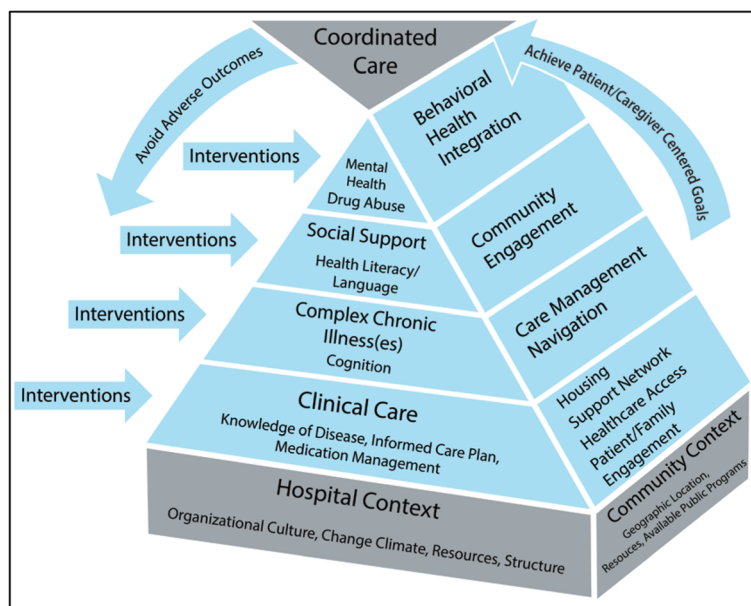 Coordinated
Care
Avoid Adverse Outcomes
Achieve Patient/Caregiver Centered Goals
Interventions
Mental
Health
Drug Abuse
Behavioral
Health
Integration
Interventions
Social Support
Health Literacy/
Language
Community
Engagement
Interventions
Complex Chronic
Illness(es)
Cognition
Care Management
Navigation
Interventions
Clinical Care
Knowledge of Disease, Informed Care Plan,
Medication Management
Housing
Support Network
Healthcare Access
Patient/Family
Engagement
Hospital Context
Organizational Culture, Change Climate, Resources, Structure
Community Context
Geographic Location,
Resouces, Available Public Programs